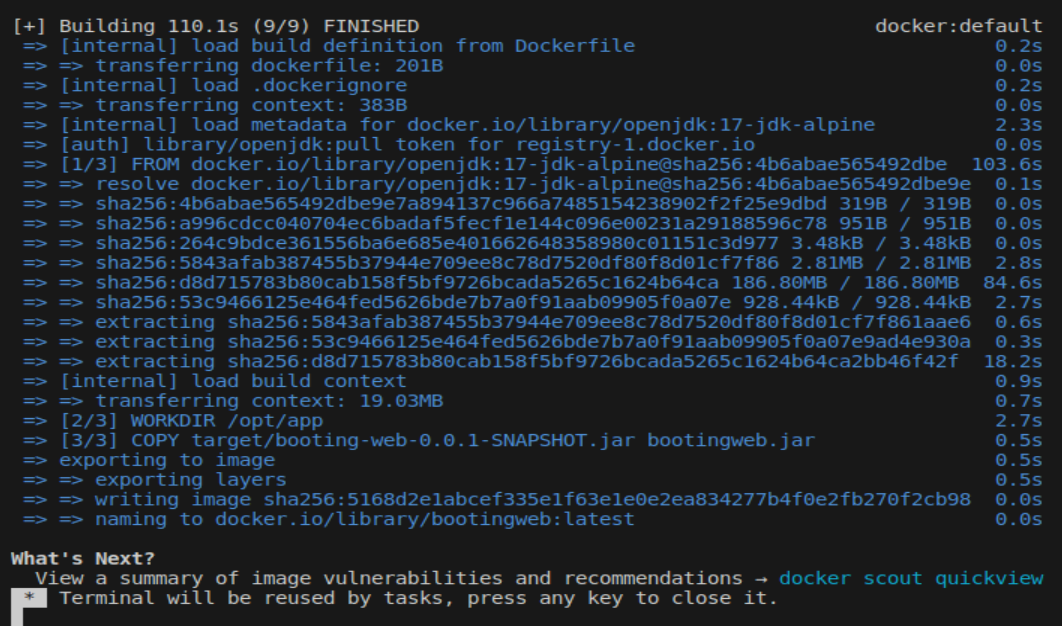 [+] Building 110.1s (9/9) FINISHED docker:default
=> [internal] load build definition from Dockerfile 0.2s
=> => transferring dockerfile: 201B 0.0s
=> [internal] load .dockerignore 0.2s
=> => transferring context: 383B 0.0s
=> [internal] load metadata for docker.io/library/openjdk:17-jdk-alpine 2.3s
=> [auth] library/openjdk:pull token for registry-1.docker.io 0.0s
=> [1/3] FROM docker.io/library/openjdk:17-jdk-alpine@sha256:4b6abae565492dbe 103.6s
=> => resolve docker.io/library/openjdk:17-jdk-alpine@sha256:4b6abae565492dbe9e 0.1s
=> => sha256:4b6abae565492dbe9e7a894137c966a7485154238902f2f25e9dbd 319B / 319B 0.0s
=> => sha256:a996cdcc040704ec6badaf5fecf1e144c096e00231a29188596c78 951B / 951B 0.0s
=> => sha256:264c9bdce361556ba6e685e401662648358980c01151c3d977 3.48kB / 3.48kB 0.0s
=> => sha256:5843afab387455b37944e709ee8c78d7520df80f8d01cf7f86 2.81MB / 2.81MB 2.8s
=> => sha256:d8d715783b80cab158f5bf9726bcada5265c1624b64ca 186.80MB / 186.80MB 84.6s
=> => sha256:53c9466125e464fed5626bde7b7a0f91aab09905f0a07e 928.44kB / 928.44kB 2.7s
=> => extracting sha256:5843afab387455b37944e709ee8c78d7520df80f8d01cf7f861aae6 0.6s
=> => extracting sha256:53c9466125e464fed5626bde7b7a0f91aab09905f0a07e9ad4e930a 0.3s
=> => extracting sha256:d8d715783b80cab158f5bf9726bcada5265c1624b64ca2bb46f42f 18.2s
=> [internal] load build context 0.9s
=> => transferring context: 19.03MB 0.7s
=> [2/3] WORKDIR /opt/app 2.7s
=> [3/3] COPY target/booting-web-0.0.1-SNAPSHOT.jar bootingweb.jar 0.5s
=> exporting to image 0.5s
=> => exporting layers 0.5s
=> => writing image sha256:5168d2e1abcef335e1f63e1e0e2ea834277b4f0e2fb270f2cb98 0.0s
=> => naming to docker.io/library/bootingweb:latest 0.0s
What's Next?
View a summary of image vulnerabilities and recommendations → docker scout quickview
* Terminal will be reused by tasks, press any key to close it.